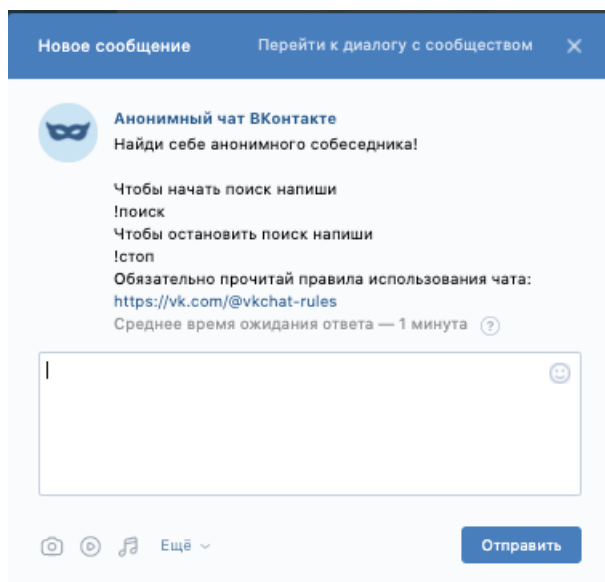 Новое сообщение Перейти к диалогу с сообществом
Анонимный чат ВКонтакте
Найди себе анонимного собеседника!
Чтобы начать поиск напиши
!поиск
Чтобы остановить поиск напиши
!стоп
Обязательно прочитай правила использования чата:
https://vk.com/@vkchat-rules
Среднее время ожидания ответа — 1 минута ?
Ещё
Отправить